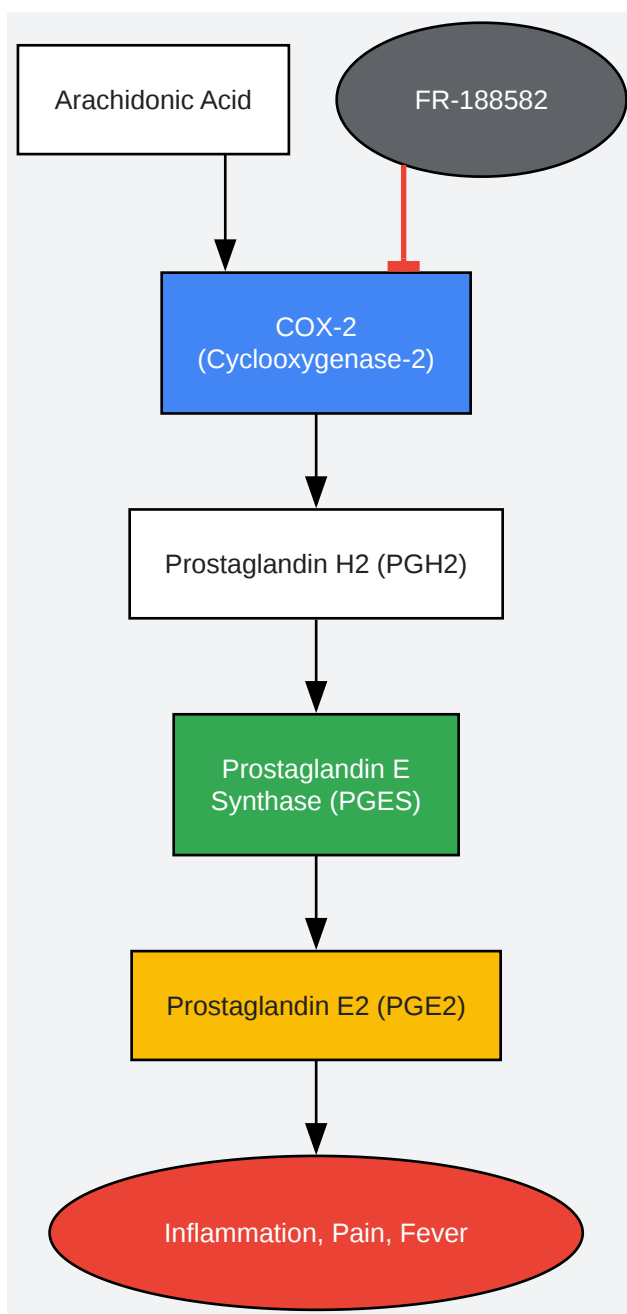 Arachidonic Acid
FR-188582
COX-2
(Cyclooxygenase-2)
Prostaglandin H2 (PGH2)
Prostaglandin E
Synthase (PGES)
Prostaglandin E2 (PGE2)
Inflammation, Pain, Fever